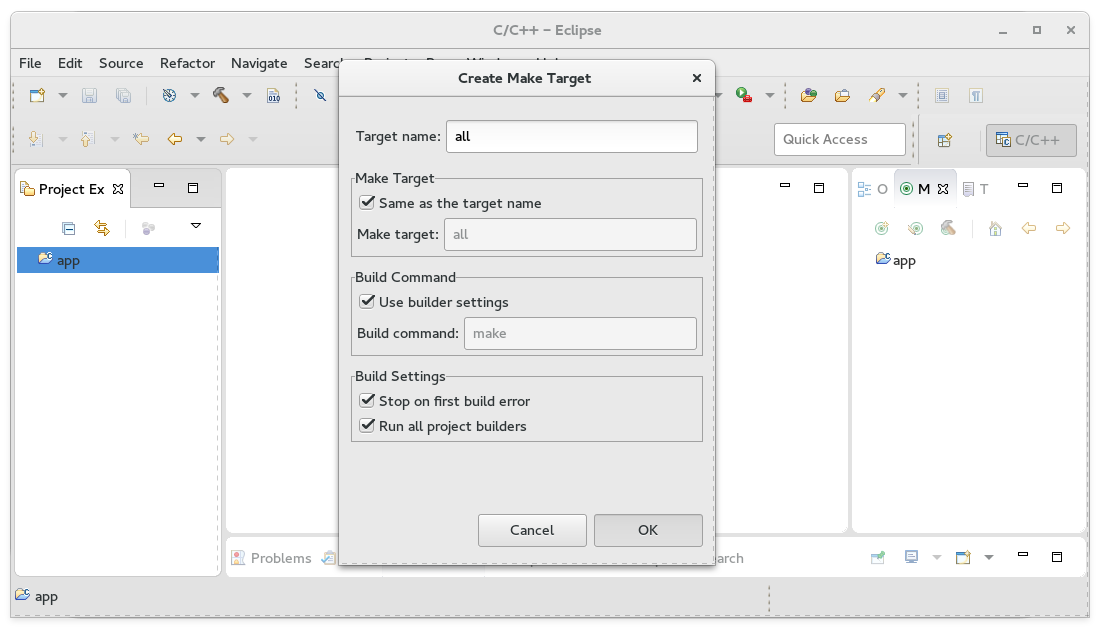 C/C++ – Eclipse
File Edit Source Refactor Navigate
Create Make Target
010
Target name: all
Quick Access
C/C++
Project Ex
O M T
Make Target
Same as the target name
Make target: all
app
app
Build Command
Use builder settings
Build command: make
Build Settings
Stop on first build error
Run all project builders
Cancel OK
Problems
app